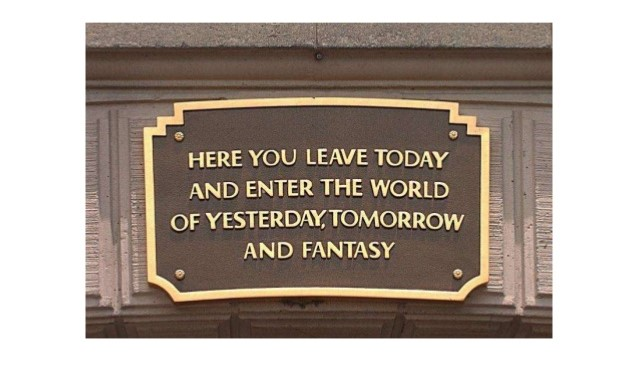 HERE YOU LEAVE TODAY
AND ENTER THE WORLD
OF YESTERDAY, TOMORROW
AND FANTASY